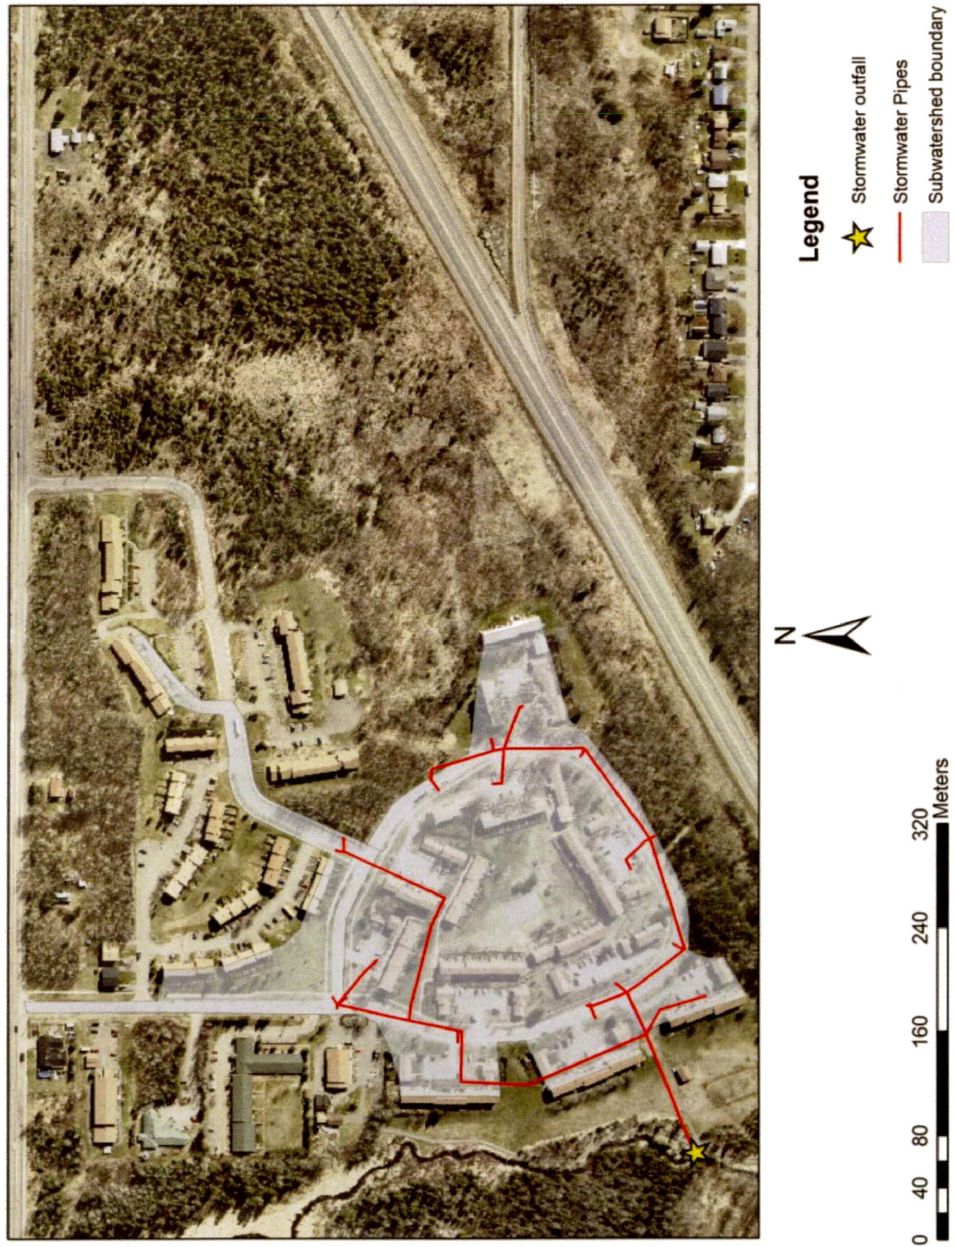 Legend
Stormwater outfall
Stormwater Pipes
Subwatershed boundary
N
0 40 80 160 240 320
Meters